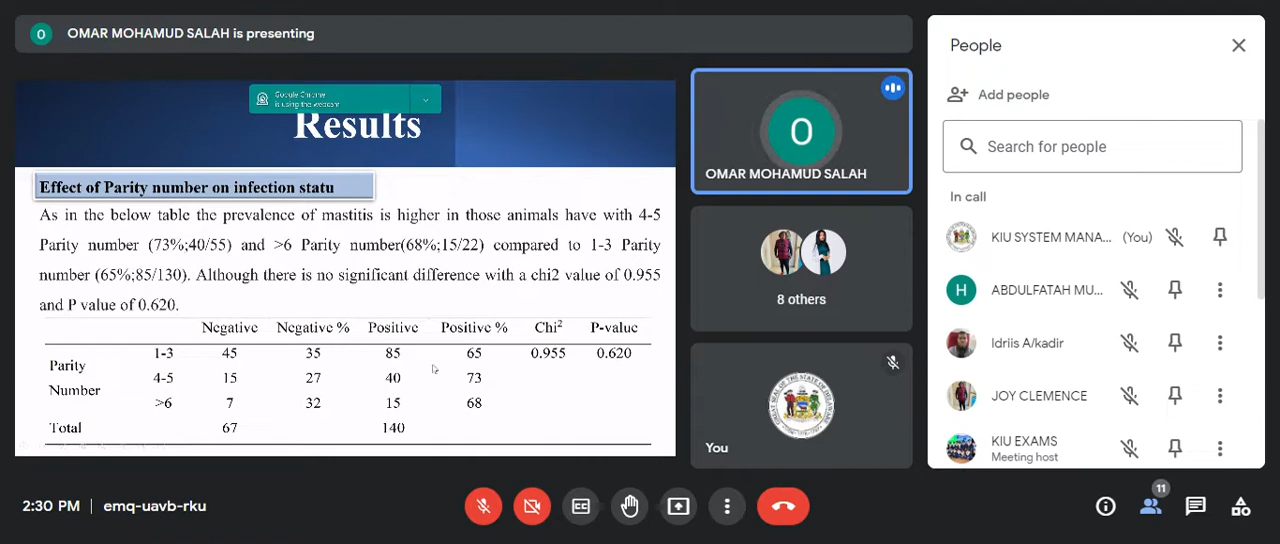 OMAR MOHAMUD SALAH is presenting
Google Chrome
is using the webcam
Results
Effect of Parity number on infection statu
As in the below table the prevalence of mastitis is higher in those animals have with 4-5
Parity number (73%;40/55) and >6 Parity number(68%;15/22) compared to 1-3 Parity
number (65%;85/130). Although there is no significant difference with a chi2 value of 0.955
and P value of 0.620.
Negative Negative % Positive Positive % Chi² P-value
Parity Number
1-3 45 35 85 65 0.955 0.620
4-5 15 27 40 73
>6 7 32 15 68
Total 67 140
O
OMAR MOHAMUD SALAH
8 others
You
People
Add people
Search for people
In call
KIU SYSTEM MANA... (You)
H ABDULFATAH MU...
Idriis A/kadir
JOY CLEMENCE
KIU EXAMS
Meeting host
2:30 PM | emq-uavb-rku
CC
11